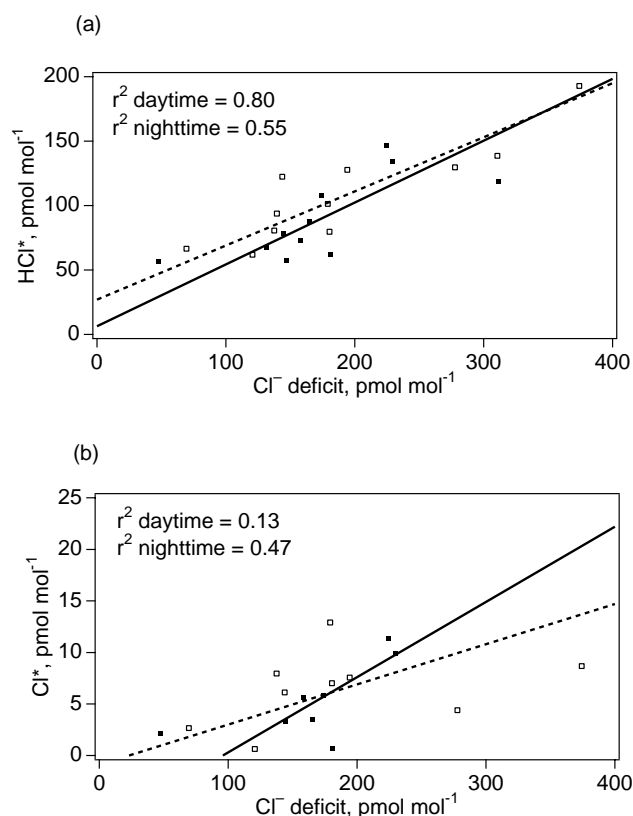 (a)
200
150
100
50
0
HCl*, pmol mol⁻¹
r² daytime = 0.80
r² nighttime = 0.55
0 100 200 300 400
Cl⁻ deficit, pmol mol⁻¹
(b)
25
20
15
10
5
0
Cl*, pmol mol⁻¹
r² daytime = 0.13
r² nighttime = 0.47
0 100 200 300 400
Cl⁻ deficit, pmol mol⁻¹